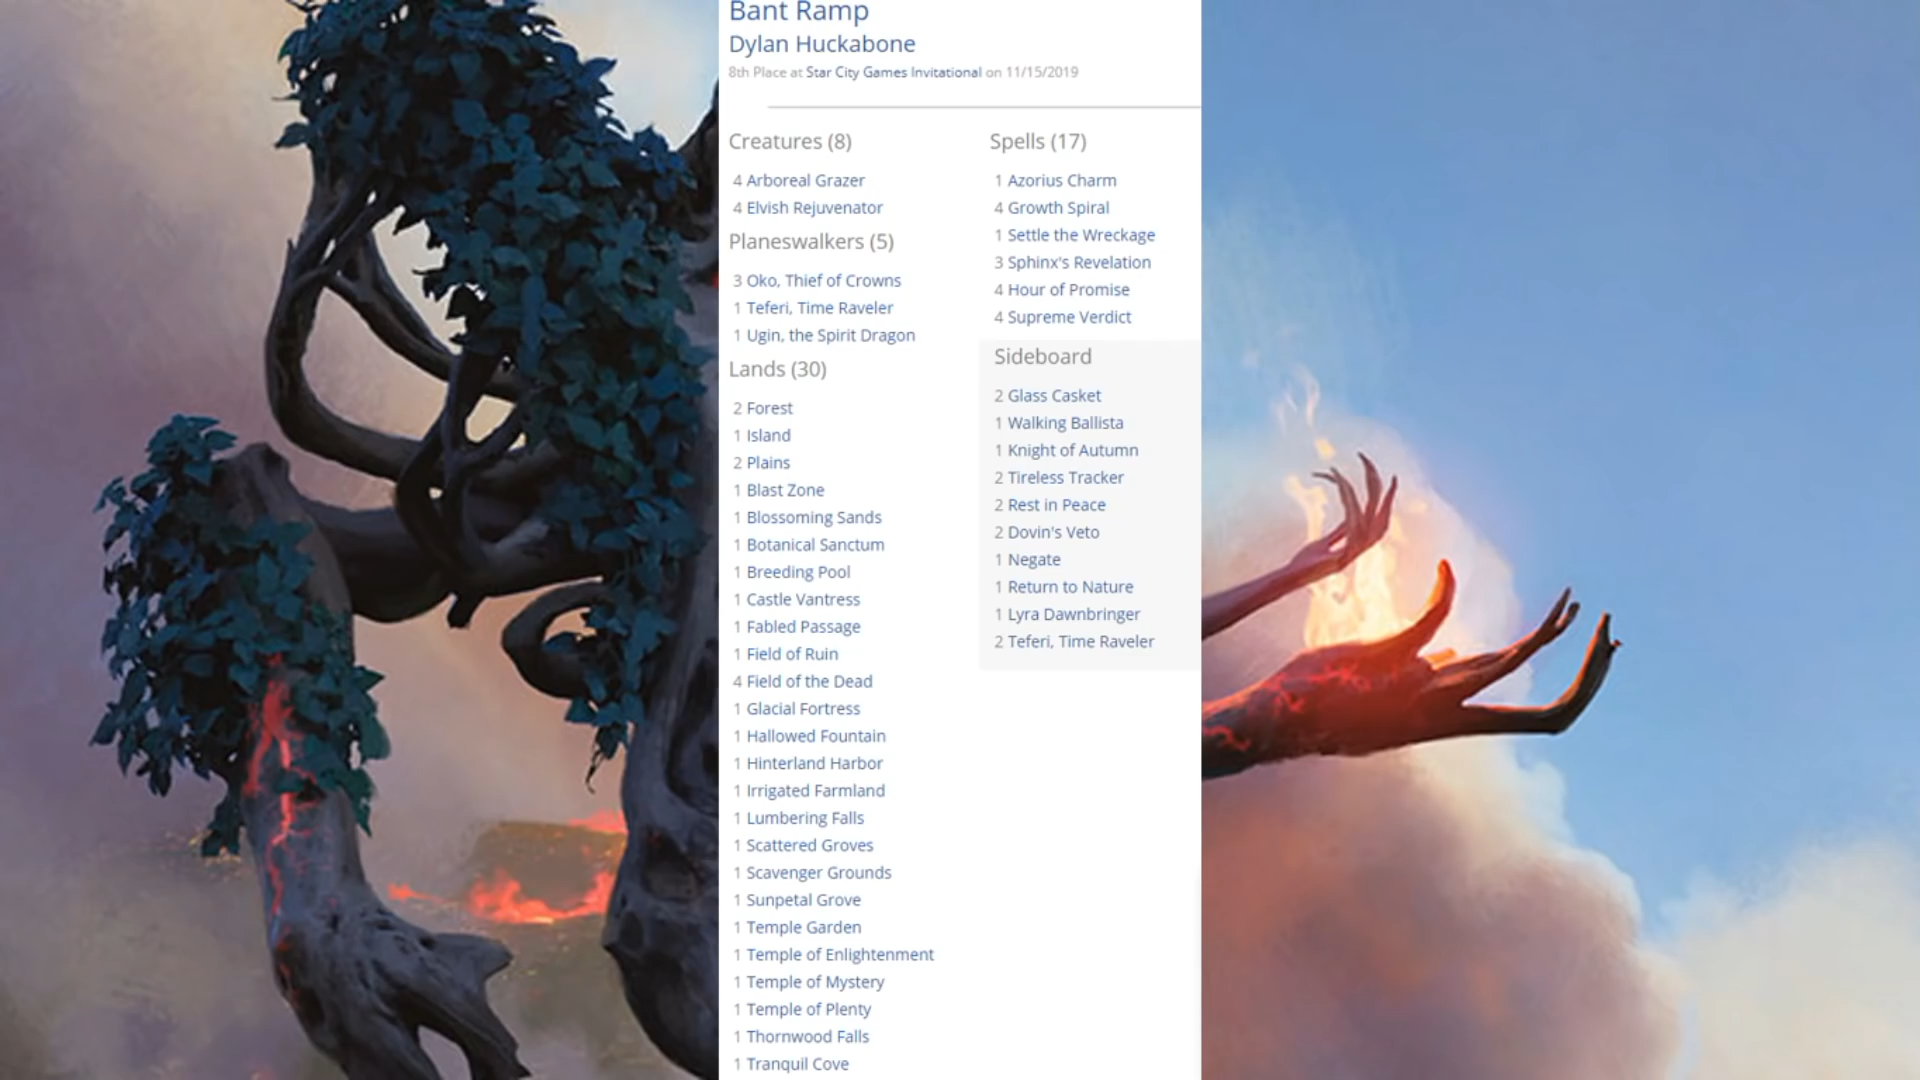 Bant Ramp
Dylan Huckabone
8th Place at Star City Games Invitational on 11/15/2019
Creatures (8)
4 Arboreal Grazer
4 Elvish Rejuvenator
Planeswalkers (5)
3 Oko, Thief of Crowns
1 Teferi, Time Raveler
1 Ugin, the Spirit Dragon
Lands (30)
2 Forest
1 Island
2 Plains
1 Blast Zone
1 Blossoming Sands
1 Botanical Sanctum
1 Breeding Pool
1 Castle Vantress
1 Fabled Passage
1 Field of Ruin
4 Field of the Dead
1 Glacial Fortress
1 Hallowed Fountain
1 Hinterland Harbor
1 Irrigated Farmland
1 Lumbering Falls
1 Scattered Groves
1 Scavenger Grounds
1 Sunpetal Grove
1 Temple Garden
1 Temple of Enlightenment
1 Temple of Mystery
1 Temple of Plenty
1 Thornwood Falls
1 Tranquil Cove
Spells (17)
1 Azorius Charm
4 Growth Spiral
1 Settle the Wreckage
3 Sphinx's Revelation
4 Hour of Promise
4 Supreme Verdict
Sideboard
2 Glass Casket
1 Walking Ballista
1 Knight of Autumn
2 Tireless Tracker
2 Rest in Peace
2 Dovin's Veto
1 Negate
1 Return to Nature
1 Lyra Dawnbringer
2 Teferi, Time Raveler